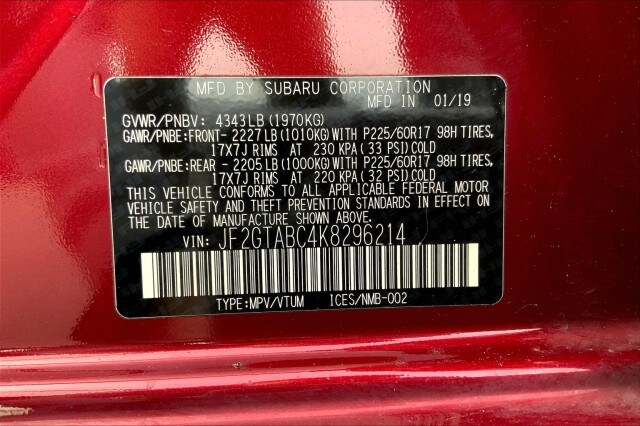 MFD BY SUBARU CORPORATION
MFD IN 01/19
GVWR/PNBV: 4343LB(1970KG)
GAWR/PNBE:FRONT- 2227LB(1010KG)WITH P225/60R17 98H TIRES,
17X7J RIMS AT 230 KPA(33 PSI)COLD
GAWR/PNBE:REAR - 2205LB(1000KG)WITH P225/60R17 98H TIRES,
17X7J RIMS AT 220 KPA(32 PSI)COLD
THIS VEHICLE CONFORMS TO ALL APPLICABLE FEDERAL MOTOR
VEHICLE SAFETY AND THEFT PREVENTION STANDARDS IN EFFECT ON
THE DATE OF MANUFACTURE SHOWN ABOVE.
VIN: JF2GTABC4K8296214
TYPE:MPV/VTUM ICES/NMB-002